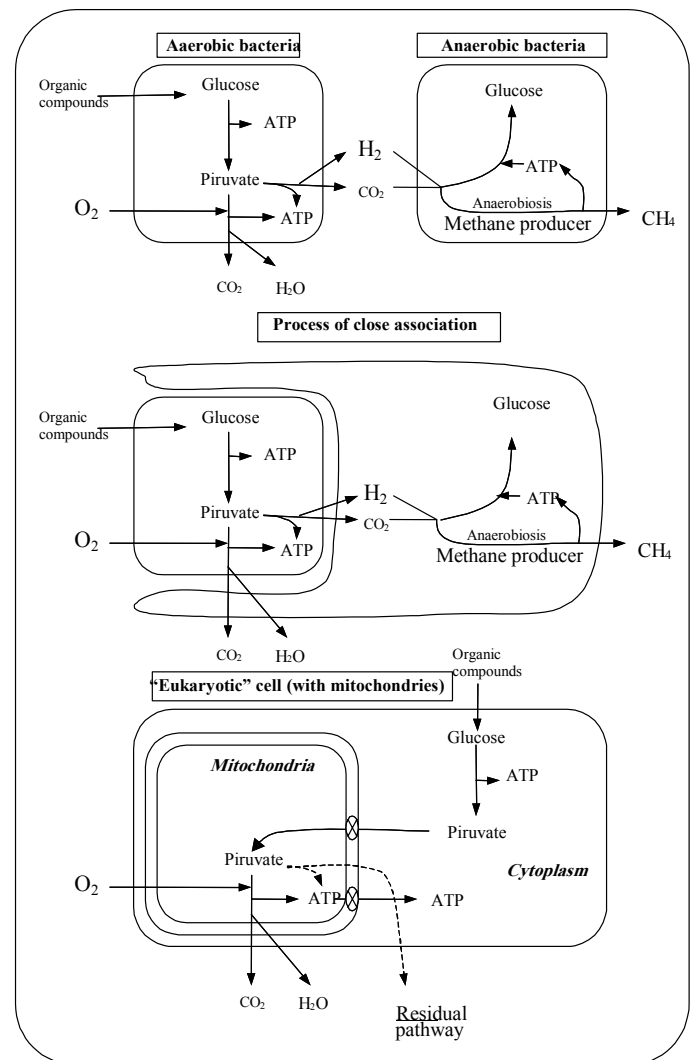 Aaerobic bacteria
Anaerobic bacteria
Organic
compounds
Glucose
ATP
Piruvate
ATP
O₂
CO₂
H₂O
H₂
CO₂
Glucose
ATP
Anaerobiosis
Methane producer
CH₄
Process of close association
Organic
compounds
Glucose
ATP
Piruvate
ATP
O₂
CO₂
H₂O
H₂
CO₂
Glucose
ATP
Anaerobiosis
Methane producer
CH₄
"Eukaryotic" cell (with mitochondries)
Organic
compounds
Glucose
ATP
Piruvate
Cytoplasm
Mitochondria
Piruvate
O₂
ATP
ATP
CO₂
H₂O
Residual
pathway